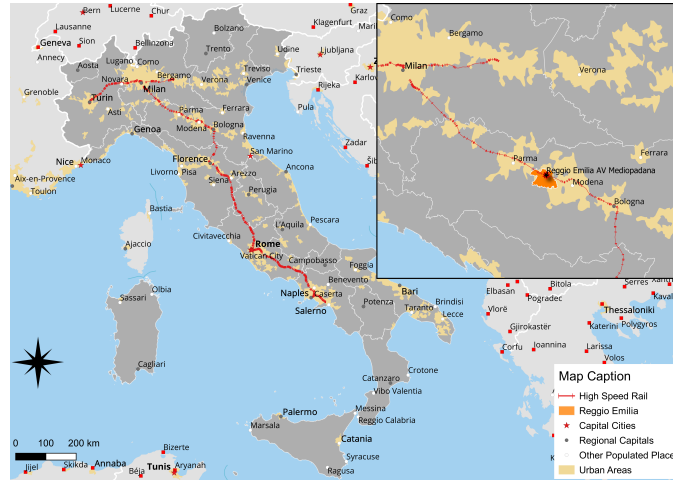 Bern
Lucerne
Chur
Lausanne
Geneva
Sion
Bellinzona
Bolzano
Klagenfurt
Graz
Mari
Annecy
Trento
Udine
Ljubljana
Lugano
Como
Aosta
Bergamo
Treviso
Trieste
Novara
Verona
Venice
Rijeka
Karlov
Grenoble
Turin
Milan
Asti
Parma
Ferrara
Pula
Modena
Bologna
Genoa
Ravenna
Zadar
Nice
Monaco
Florence
San Marino
Šib
Aix-en-Provence
Livorno
Pisa
Arezzo
Ancona
Siena
Toulon
Perugia
Bastia
Pescara
L'Aquila
Civitavecchia
Rome
Ajaccio
Vatican City
Campobasso
Foggia
Benevento
Olbia
Naples
Caserta
Bari
Sassari
Potenza
Brindisi
Salerno
Taranto
Lecce
Cagliari
Crotone
Catanzaro
Vibo Valentia
Messina
Palermo
Reggio Calabria
Marsala
Catania
Syracuse
Ragusa
Bizerte
Jijel
Skikda
Annaba
Tunis
Aryanah
Béja
Como
Bergamo
Milan
Verona
Parma
Ferrara
Reggio Emilia AV Mediopadana
Modena
Bologna
Elbasan
Bitola
Serres
Xant
Pogradec
Kaval
Vlorë
Thessaloniki
Gjirokastër
Katerini
Polygyros
Corfu
Ioannina
Larissa
Volos
0
100
200 km
Map Caption
High Speed Rail
Reggio Emilia
Capital Cities
Regional Capitals
Other Populated Place
Urban Areas